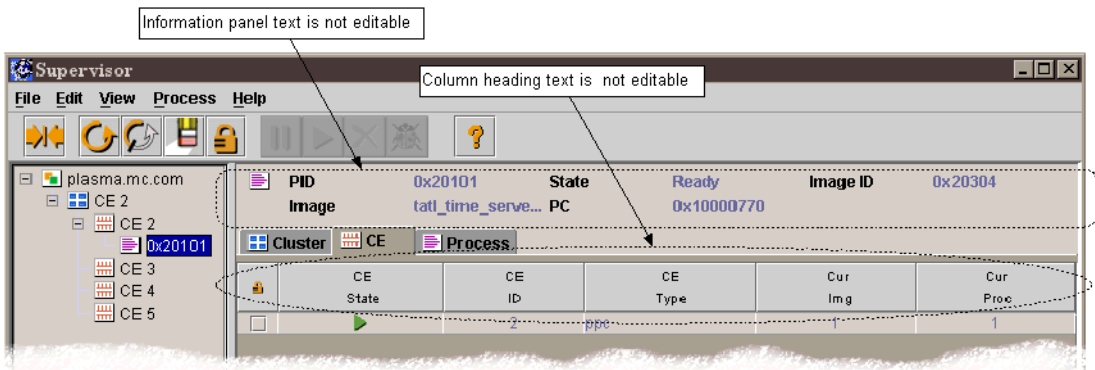 Information panel text is not editable
Supervisor
Column heading text is not editable
File Edit View Process Help
plasma.mc.com
CE 2
CE 2
0x20101
CE 3
CE 4
CE 5
PID 0x20101 State Ready Image ID 0x20304
Image tatl_time_serve... PC 0x10000770
Cluster CE Process
CE CE CE Cur Cur
State ID Type Img Proc
2 ppc 1 1